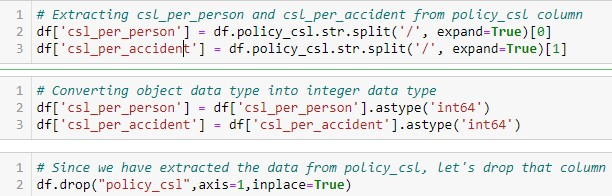 1 # Extracting csl_per_person and csl_per_accident from policy_csl column
2 df['csl_per_person'] = df.policy_csl.str.split('/', expand=True)[0]
3 df['csl_per_accident'] = df.policy_csl.str.split('/', expand=True)[1]
1 # Converting object data type into integer data type
2 df['csl_per_person'] = df['csl_per_person'].astype('int64')
3 df['csl_per_accident'] = df['csl_per_accident'].astype('int64')
1 # Since we have extracted the data from policy_csl, let's drop that column
2 df.drop("policy_csl",axis=1,inplace=True)